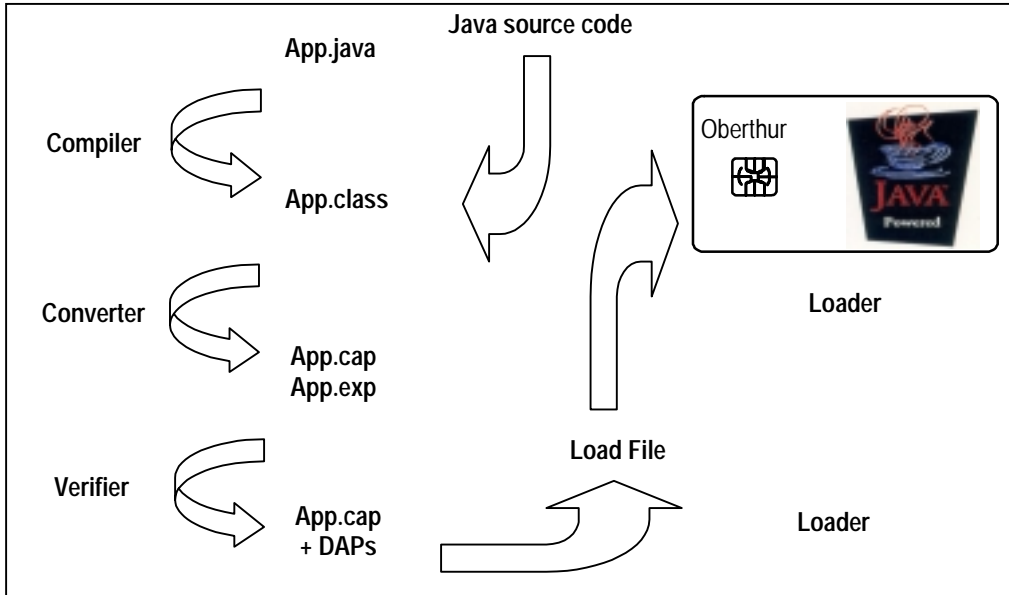 Java source code
App.java
Compiler
App.class
Oberthur
JAVA
Powered
Converter
App.cap
App.exp
Loader
Load File
Verifier
App.cap
+ DAPs
Loader